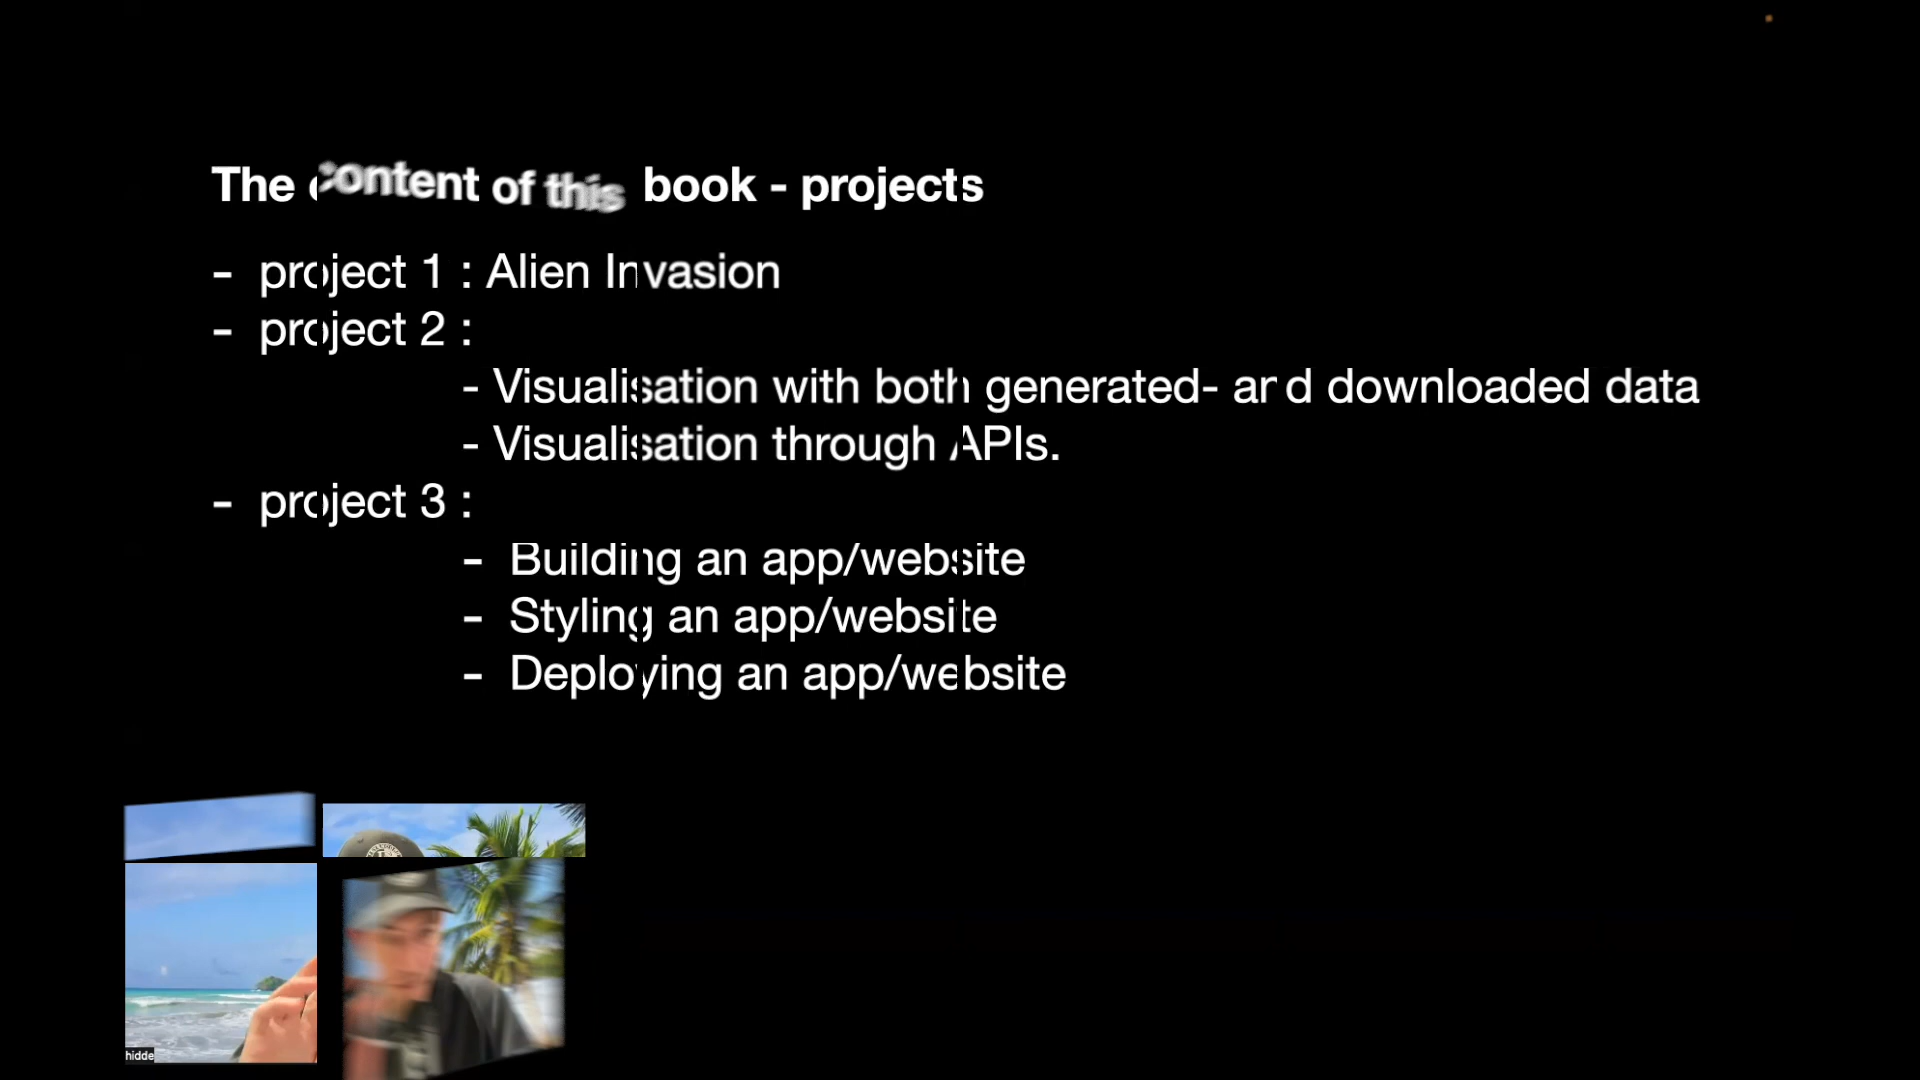 The content of this book - projects
- project 1 : Alien Invasion
- project 2 :
- Visualisation with both generated- and downloaded data
- Visualisation through APIs.
- project 3 :
- Building an app/website
- Styling an app/website
- Deploying an app/website
hidde